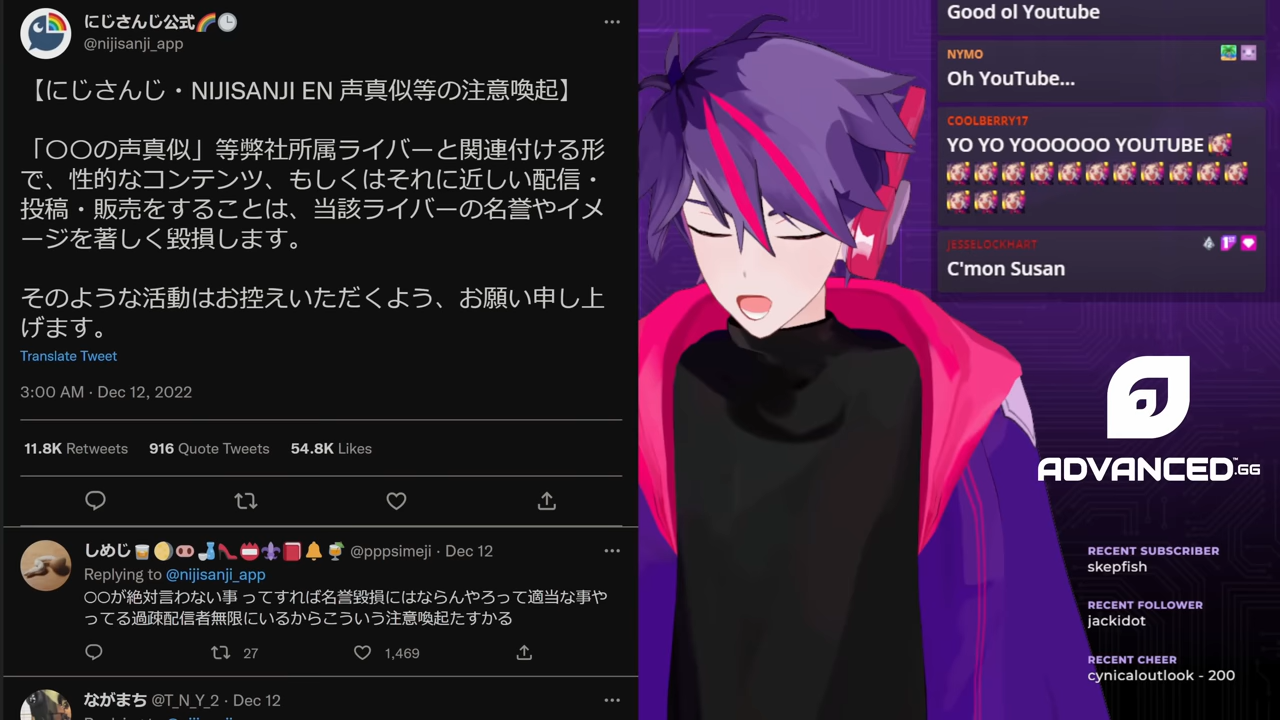 にじさんじ公式🌈🕒
@nijisanji_app
【にじさんじ・NIJISANJI EN 声真似等の注意喚起】
「〇〇の声真似」等弊社所属ライバーと関連付ける形
で、性的なコンテンツ、もしくはそれに近しい配信・
投稿・販売をすることは、当該ライバーの名誉やイメ
ージを著しく毀損します。
そのような活動はお控えいただくよう、お願い申し上
げます。
Translate Tweet
3:00 AM · Dec 12, 2022
11.8K Retweets 916 Quote Tweets 54.8K Likes
しめじ @pppsimeji · Dec 12
Replying to @nijisanji_app
〇〇が絶対言わない事 ってすれば名誉毀損にはならんやろって適当な事や
ってる過疎配信者無限にいるからこういう注意喚起たすかる
27 1,469
ながまち @T_N_Y_2 · Dec 12
Good ol Youtube
NYMO
Oh YouTube...
COOLBERRY17
YO YO YOOOOOO YOUTUBE
JESSELOCKHART
C'mon Susan
ADVANCED™.GG
RECENT SUBSCRIBER
skepfish
RECENT FOLLOWER
jackidot
RECENT CHEER
cynicaloutlook - 200